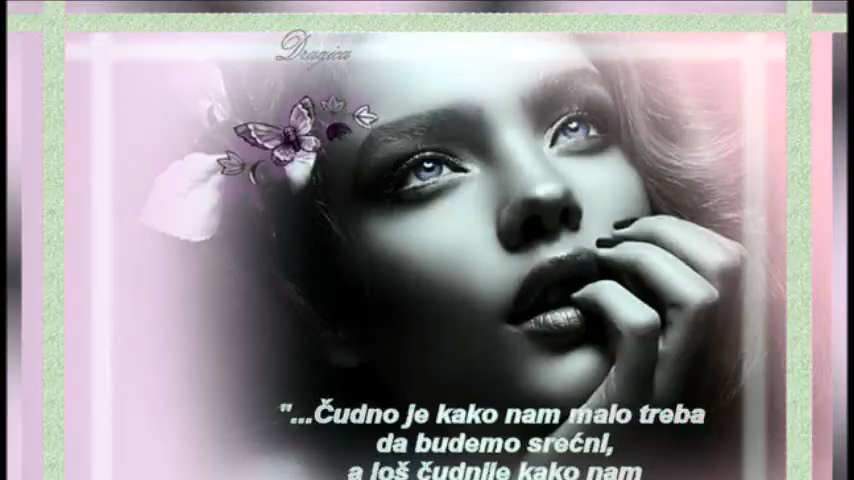 Dragica
"...Čudno je kako nam malo treba
da budemo srećni,
a još čudnije kako nam